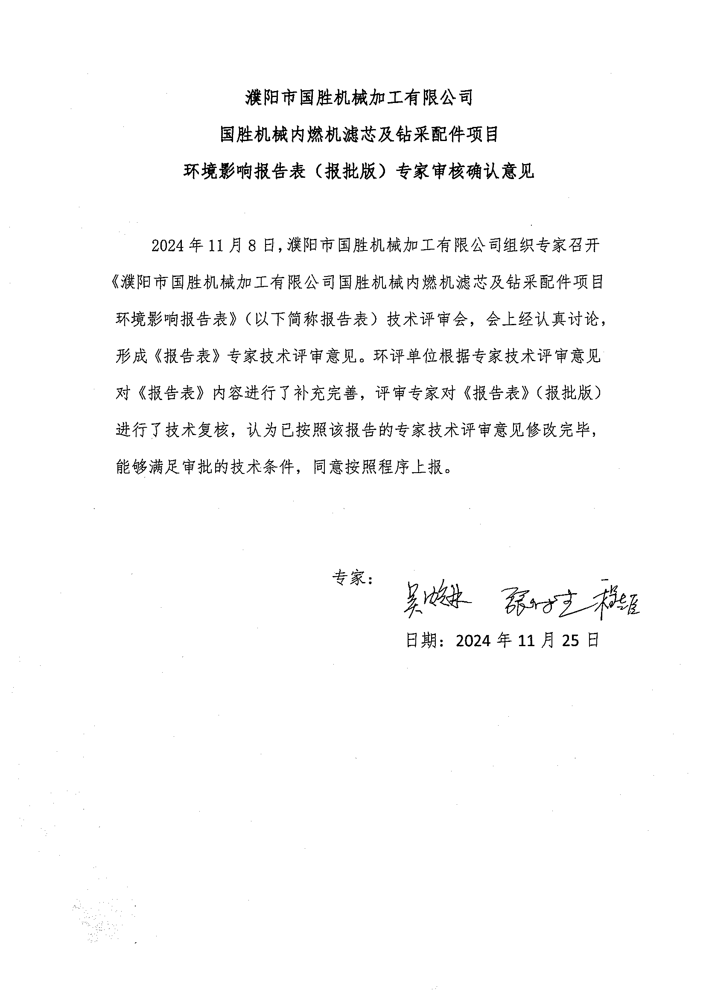 濮阳市国胜机械加工有限公司
国胜机械内燃机滤芯及钻采配件项目
环境影响报告表（报批版）专家审核确认意见
2024 年 11 月 8 日，濮阳市国胜机械加工有限公司组织专家召开
《濮阳市国胜机械加工有限公司国胜机械内燃机滤芯及钻采配件项目
环境影响报告表》（以下简称报告表）技术评审会，会上经认真讨论，
形成《报告表》专家技术评审意见。环评单位根据专家技术评审意见
对《报告表》内容进行了补充完善，评审专家对《报告表》（报批版）
进行了技术复核，认为已按照该报告的专家技术评审意见修改完毕，
能够满足审批的技术条件，同意按照程序上报。
专家：
日期：2024 年 11 月 25 日